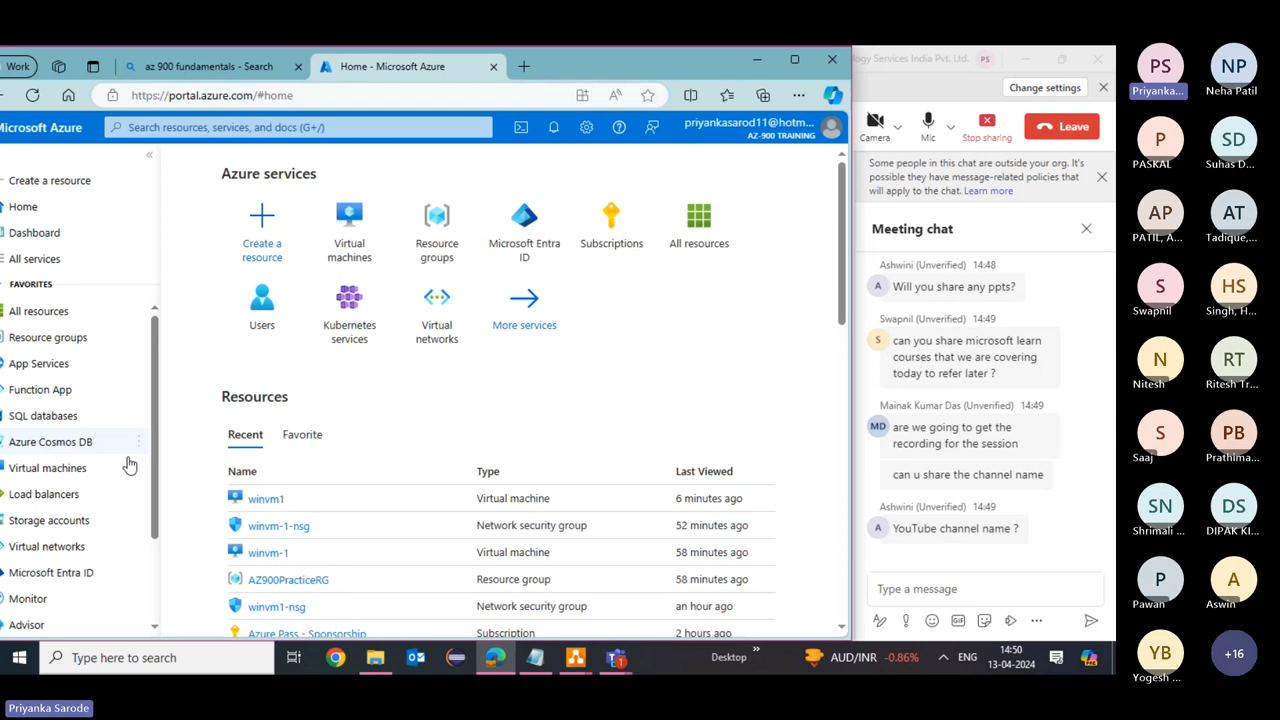 Work
az 900 fundamentals - Search
Home - Microsoft Azure
https://portal.azure.com/#home
Microsoft Azure
Search resources, services, and docs (G+/)
priyankasarod11@hotm...
AZ-900 TRAINING
Create a resource
Home
Dashboard
All services
FAVORITES
All resources
Resource groups
App Services
Function App
SQL databases
Azure Cosmos DB
Virtual machines
Load balancers
Storage accounts
Virtual networks
Microsoft Entra ID
Monitor
Advisor
Azure services
Create a
resource
Virtual
machines
Resource
groups
Microsoft Entra
ID
Subscriptions
All resources
Users
Kubernetes
services
Virtual
networks
More services
Resources
Recent
Favorite
Name Type Last Viewed
winvm1 Virtual machine 6 minutes ago
winvm-1-nsg Network security group 52 minutes ago
winvm-1 Virtual machine 58 minutes ago
AZ900PracticeRG Resource group 58 minutes ago
winvm1-nsg Network security group an hour ago
Azure Pass - Sponsorship Subscription 2 hours ago
logy Services India Pvt. Ltd. PS
Change settings
Camera
Mic
Stop sharing
Leave
Some people in this chat are outside your org. It's
possible they have message-related policies that
will apply to the chat. Learn more
Meeting chat
Ashwini (Unverified) 14:48
A Will you share any ppts?
Swapnil (Unverified) 14:49
S can you share microsoft learn
courses that we are covering
today to refer later ?
Mainak Kumar Das (Unverified) 14:49
MD are we going to get the
recording for the session
can u share the channel name
Ashwini (Unverified) 14:49
A YouTube channel name ?
Type a message
GIF
Type here to search
1
Desktop
»
AUD/INR -0.86%
ENG
14:50
13-04-2024
PS
Priyanka...
NP
Neha Patil
P
PASKAL
SD
Suhas D...
AP
PATIL, A...
AT
Tadique,...
S
Swapnil
HS
Singh, H...
N
Nitesh
RT
Ritesh Tr...
S
Saaj
PB
Prathima...
SN
Shrimali ...
DS
DIPAK KI...
P
Pawan
A
Aswin
YB
Yogesh ...
+16
Priyanka Sarode